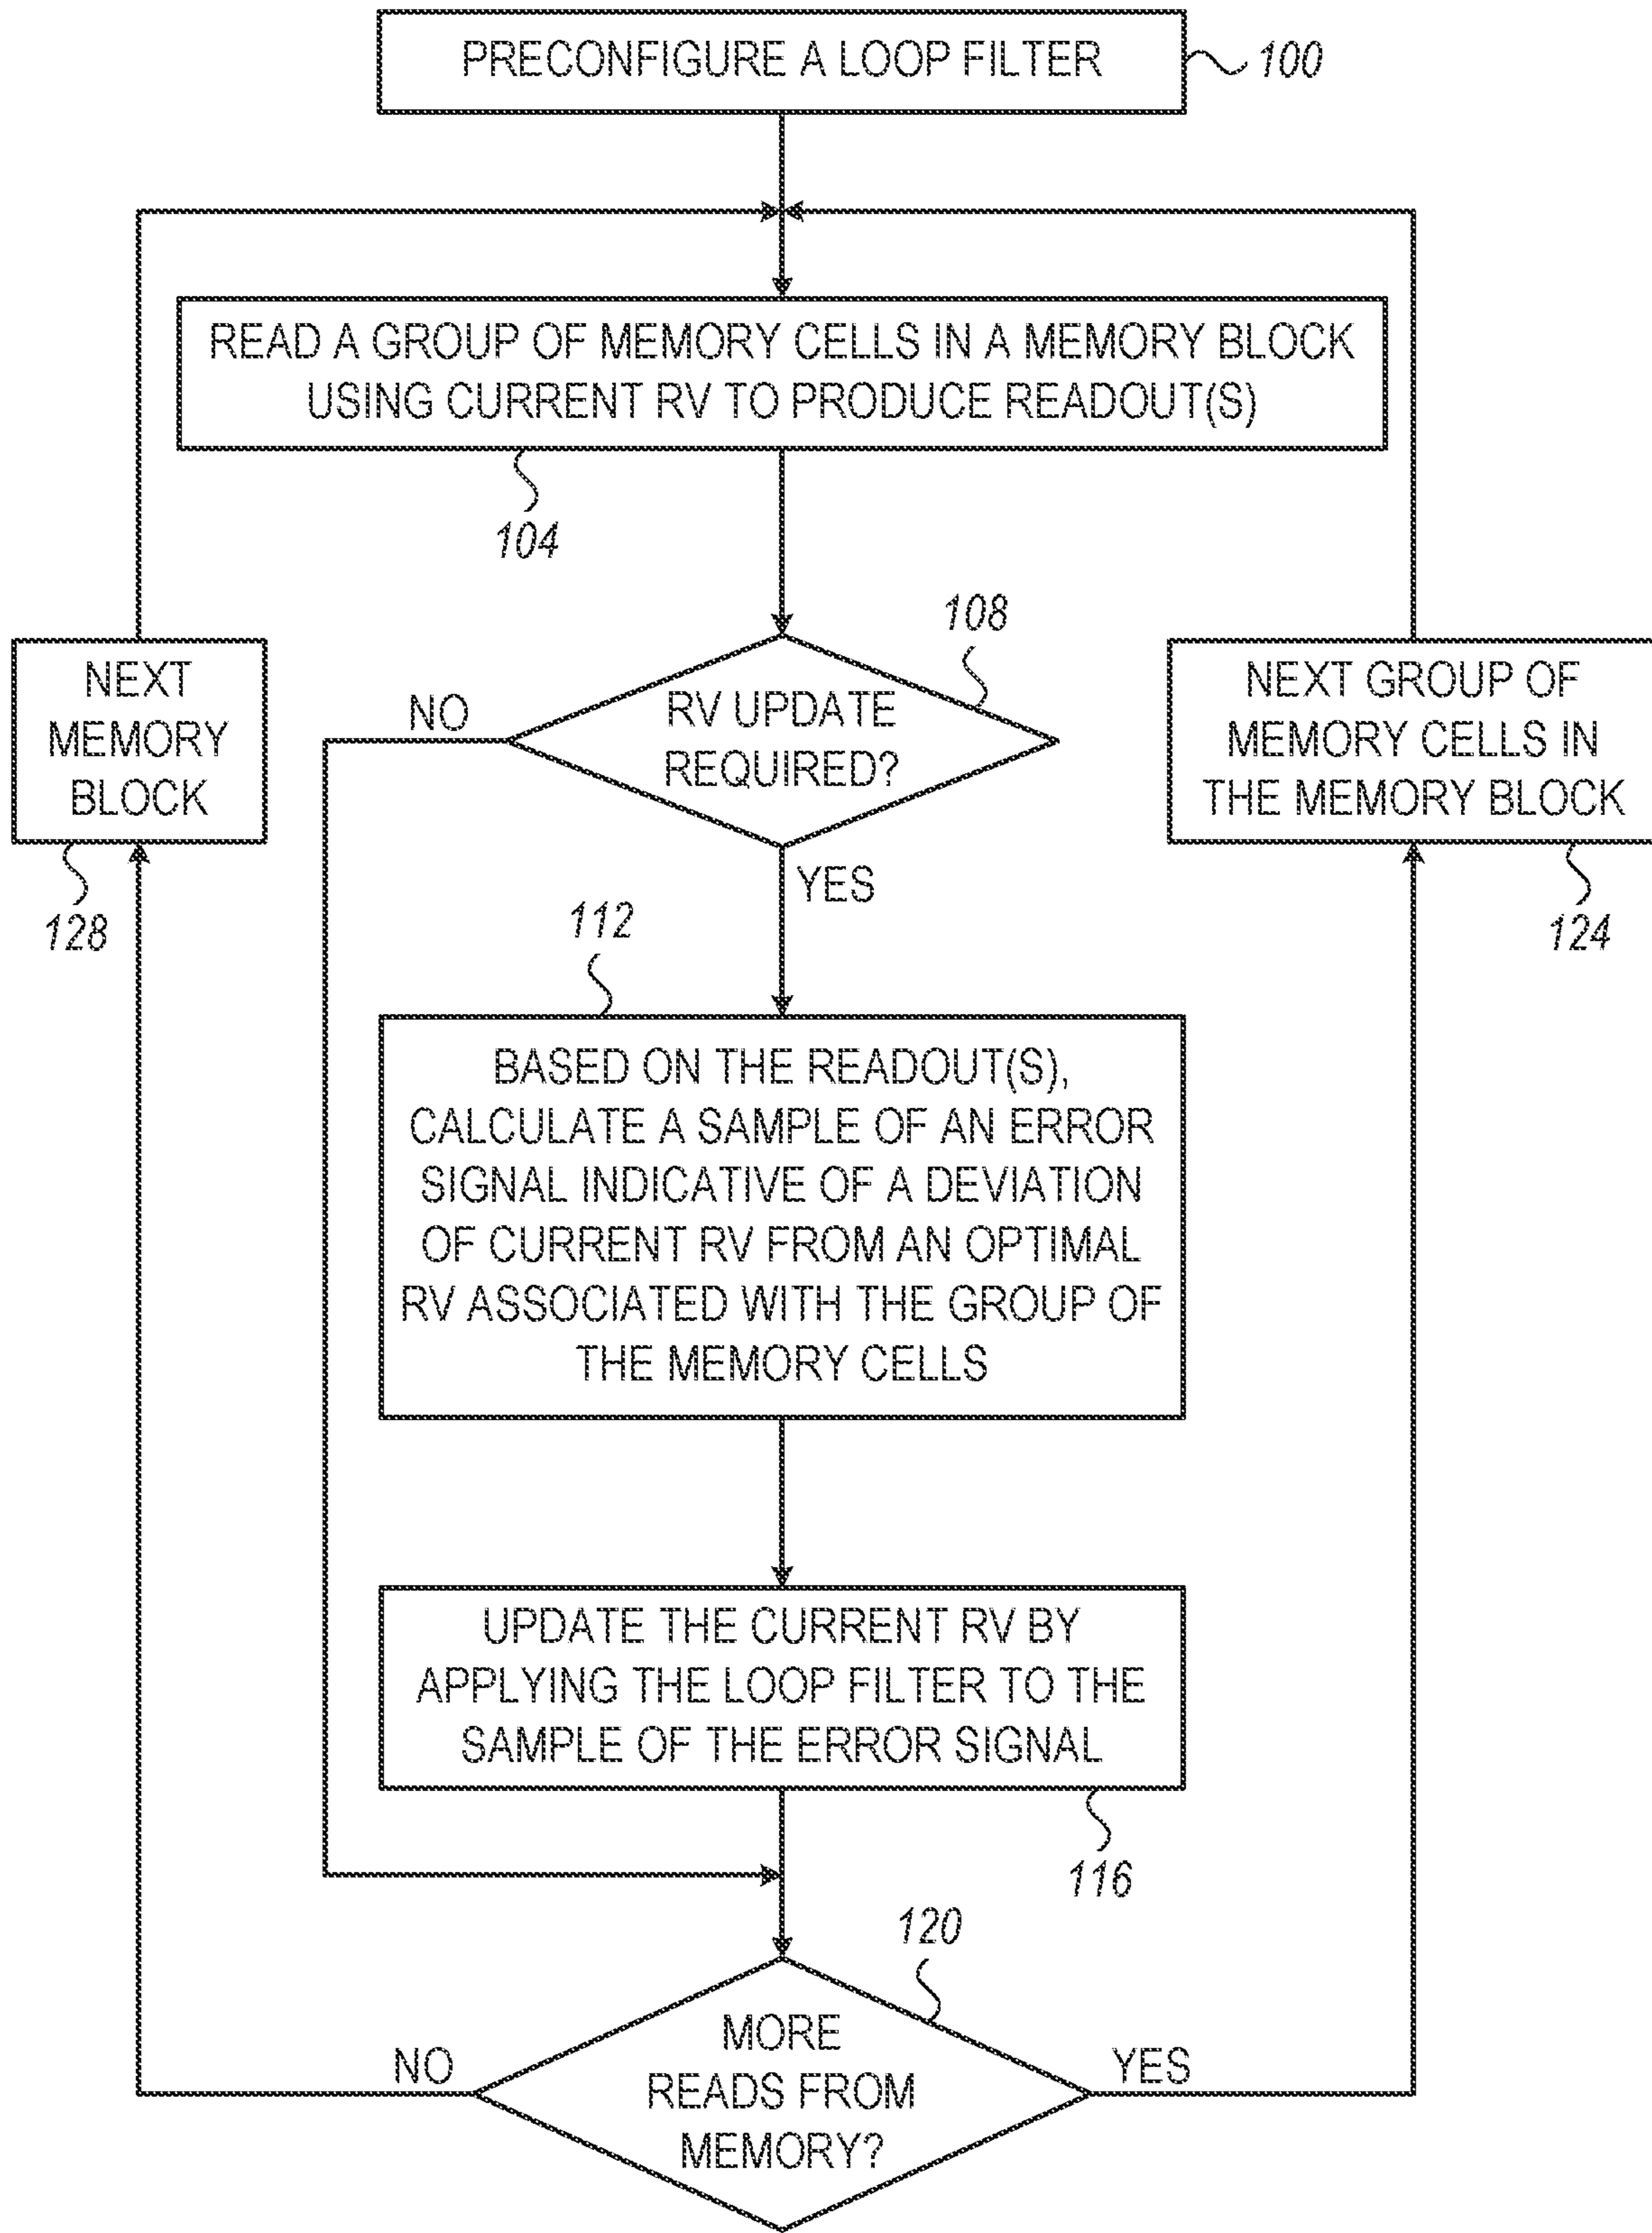 PRECONFIGURE A LOOP FILTER
100
READ A GROUP OF MEMORY CELLS IN A MEMORY BLOCK
USING CURRENT RV TO PRODUCE READOUT(S)
104
108
RV UPDATE
REQUIRED?
NO
YES
NEXT
MEMORY
BLOCK
128
NEXT GROUP OF
MEMORY CELLS IN
THE MEMORY BLOCK
124
112
BASED ON THE READOUT(S),
CALCULATE A SAMPLE OF AN ERROR
SIGNAL INDICATIVE OF A DEVIATION
OF CURRENT RV FROM AN OPTIMAL
RV ASSOCIATED WITH THE GROUP OF
THE MEMORY CELLS
UPDATE THE CURRENT RV BY
APPLYING THE LOOP FILTER TO THE
SAMPLE OF THE ERROR SIGNAL
116
120
MORE
READS FROM
MEMORY?
NO
YES